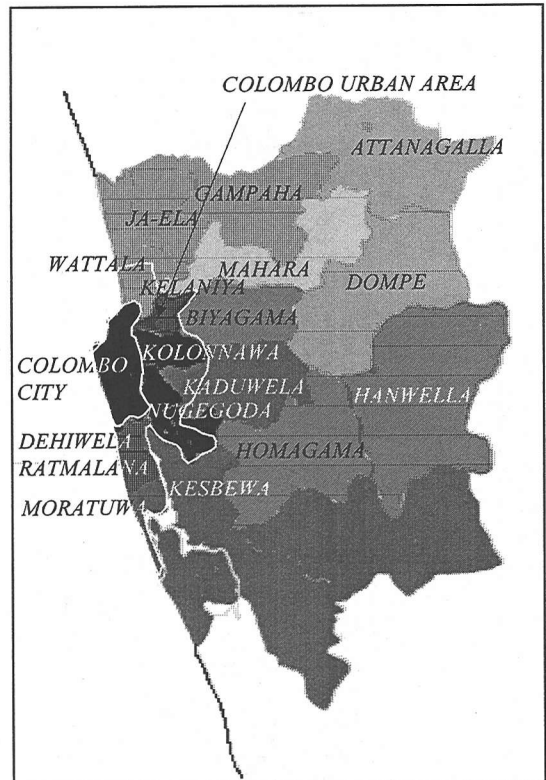 COLOMBO URBAN AREA
ATTANAGALLA
GAMPAHA
JA-ELA
WATTALA
MAHARA
KELANIYA
DOMPE
BIYAGAMA
KOLONNAWA
COLOMBO
CITY
KADUWELA
HANWELLA
NUGEGODA
DEHIWELA
HOMAGAMA
RATMALANA
KESBEWA
MORATUWA